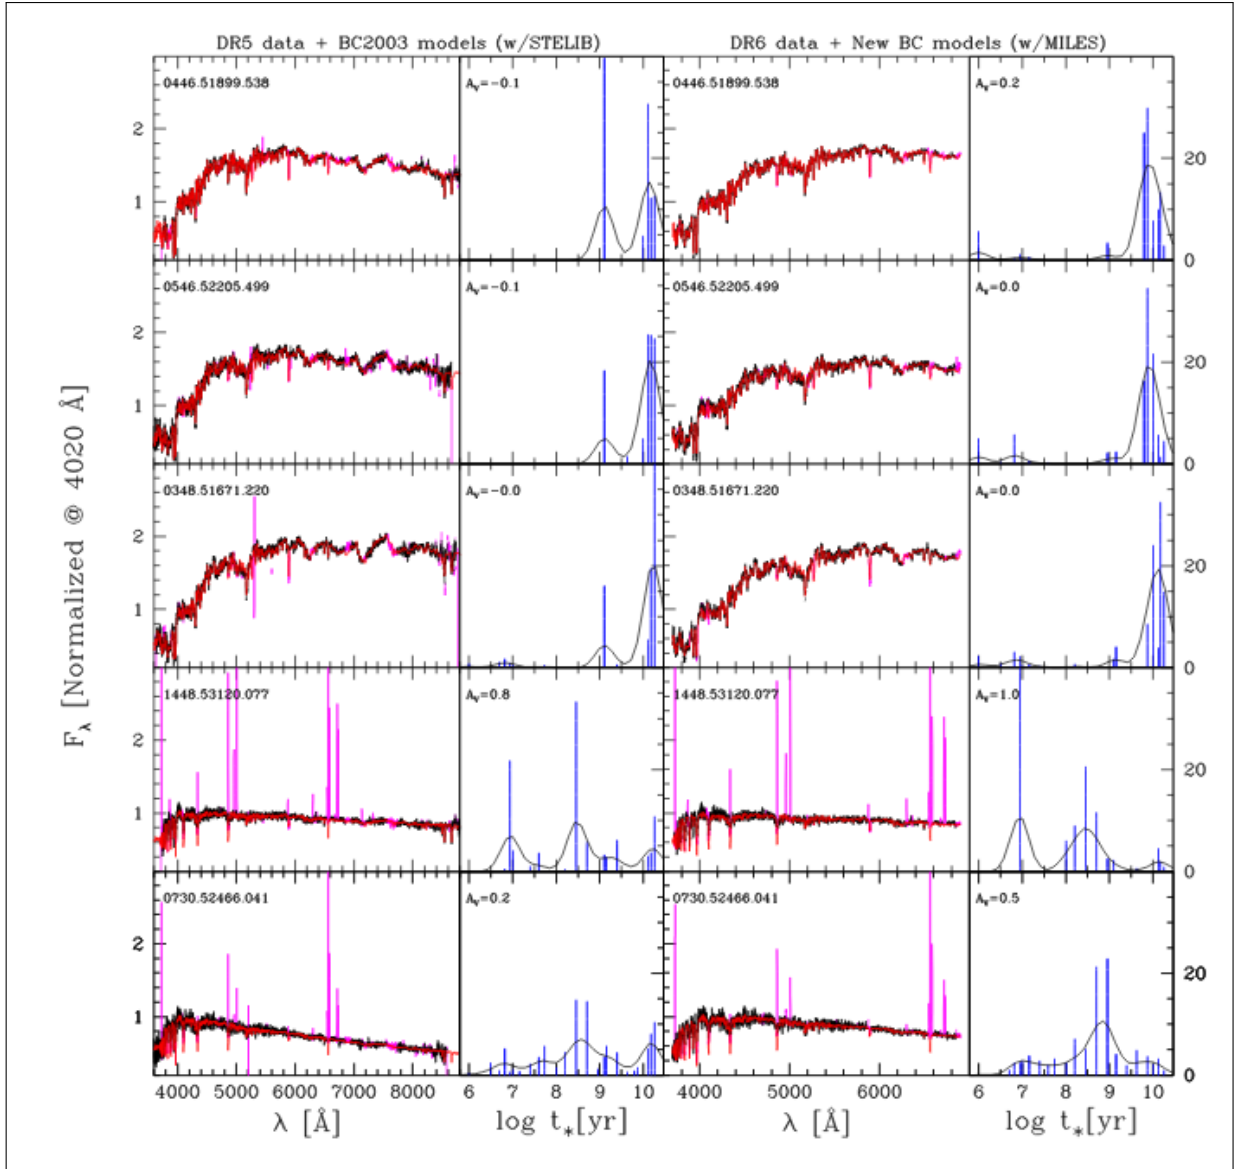 DR5 data + BC2003 models (w/STELIB) DR6 data + New BC models (w/MILES)
0446.51899.538 A_V=-0.1 0446.51899.538 A_V=0.2
2
1
20
0
0546.52205.499 A_V=-0.1 0546.52205.499 A_V=0.0
2
1
20
0
0348.51671.220 A_V=-0.0 0348.51671.220 A_V=0.0
2
1
20
0
1448.53120.077 A_V=0.8 1448.53120.077 A_V=1.0
2
1
20
0
0730.52466.041 A_V=0.2 0730.52466.041 A_V=0.5
2
1
20
0
F_λ [Normalized @ 4020 Å]
4000 5000 6000 7000 8000 6 7 8 9 10 4000 5000 6000 6 7 8 9 10
λ [Å] log t_*[yr] λ [Å] log t_*[yr]